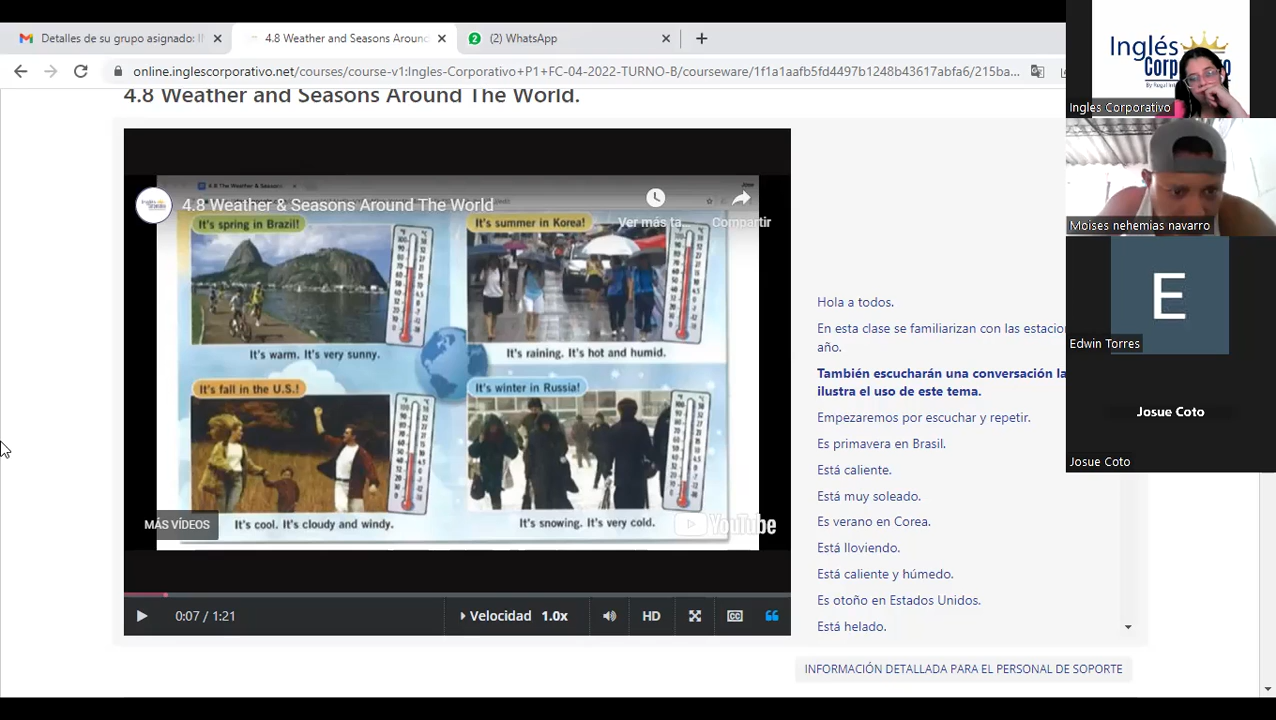 Detalles de su grupo asignado: I
4.8 Weather and Seasons Around
(2) WhatsApp
online.inglescorporativo.net/courses/course-v1:Ingles-Corporativo+P1+FC-04-2022-TURNO-B/courseware/1f1a1aafb5fd4497b1248b43617abfa6/215ba...
4.8 Weather and Seasons Around The World.
4.8 Weather & Seasons Around The World
Ver más ta...
Compartir
It's spring in Brazil!
It's summer in Korea!
It's warm. It's very sunny.
It's raining. It's hot and humid.
It's fall in the U.S.!
It's winter in Russia!
It's cool. It's cloudy and windy.
It's snowing. It's very cold.
MÁS VÍDEOS
YouTube
0:07 / 1:21
Velocidad 1.0x
HD
Hola a todos.
En esta clase se familiarizan con las estacio
año.
También escucharán una conversación la
ilustra el uso de este tema.
Empezaremos por escuchar y repetir.
Es primavera en Brasil.
Está caliente.
Está muy soleado.
Es verano en Corea.
Está lloviendo.
Está caliente y húmedo.
Es otoño en Estados Unidos.
Está helado.
INFORMACIÓN DETALLADA PARA EL PERSONAL DE SOPORTE
Inglés
Corp
Ingles Corporativo
Moises nehemias navarro
E
Edwin Torres
Josue Coto
Josue Coto